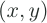 (x, y)